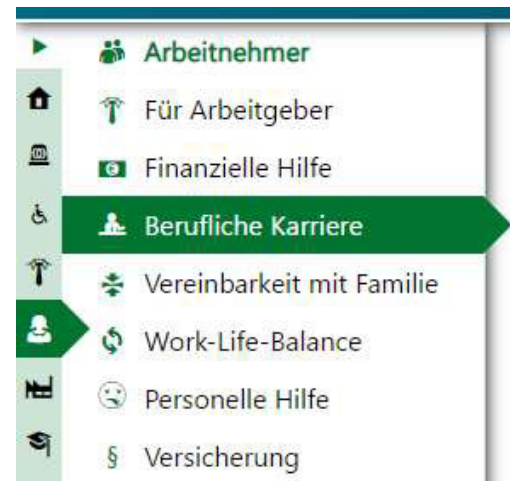 Arbeitnehmer
Für Arbeitgeber
Finanzielle Hilfe
Berufliche Karriere
Vereinbarkeit mit Familie
Work-Life-Balance
Personelle Hilfe
§ Versicherung